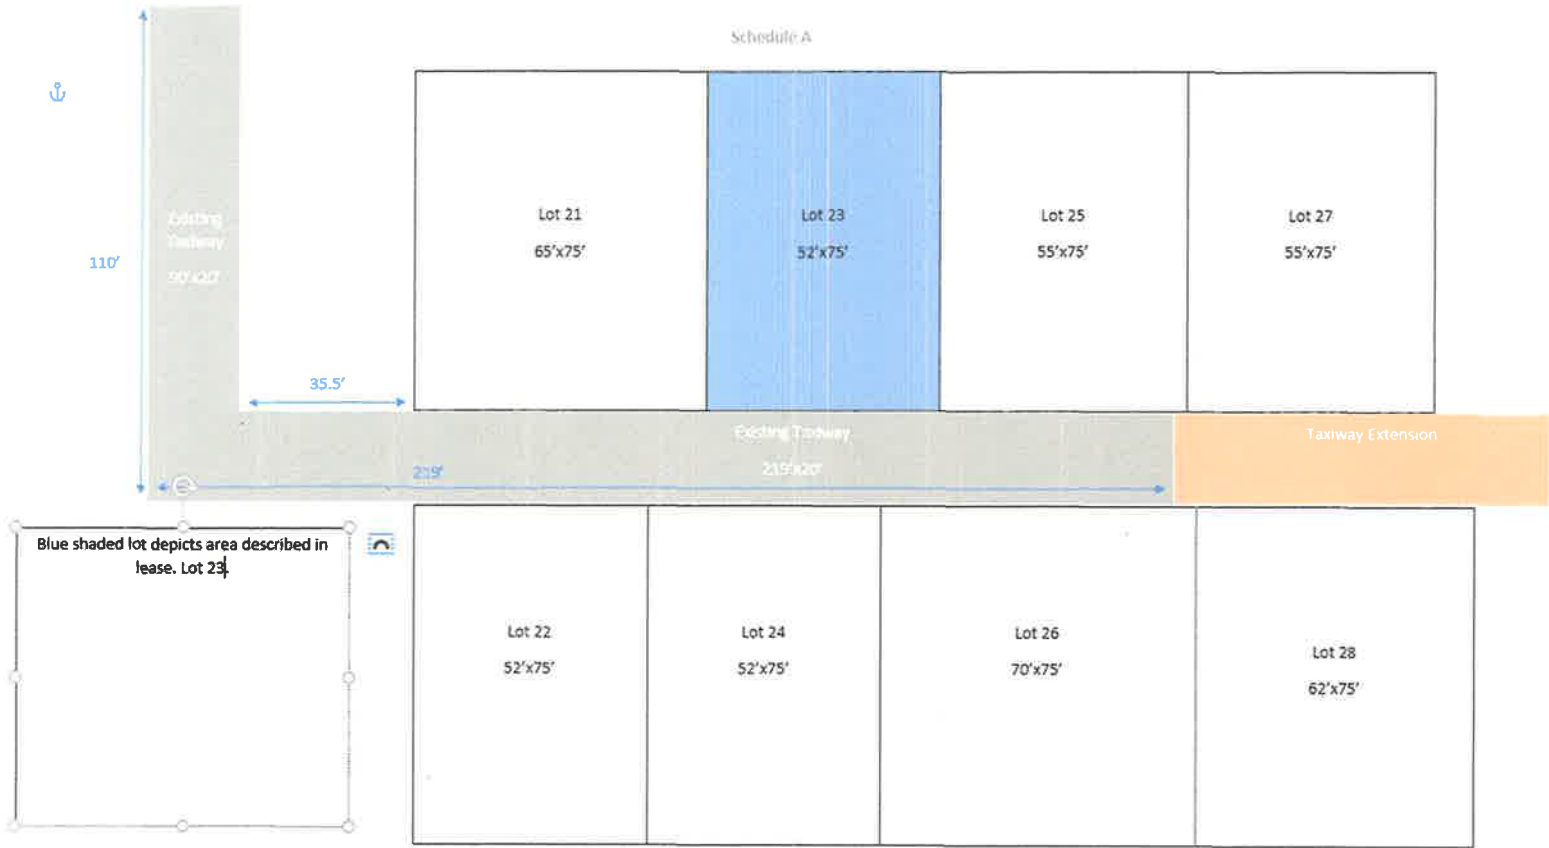 Schedule A
Existing
Taxiway
90'x20'
110'
35.5'
Lot 21
65'x75'
Lot 23
52'x75'
Lot 25
55'x75'
Lot 27
55'x75'
Existing Taxiway
219'x20'
219'
Taxiway Extension
Blue shaded lot depicts area described in
lease. Lot 23.
Lot 22
52'x75'
Lot 24
52'x75'
Lot 26
70'x75'
Lot 28
62'x75'